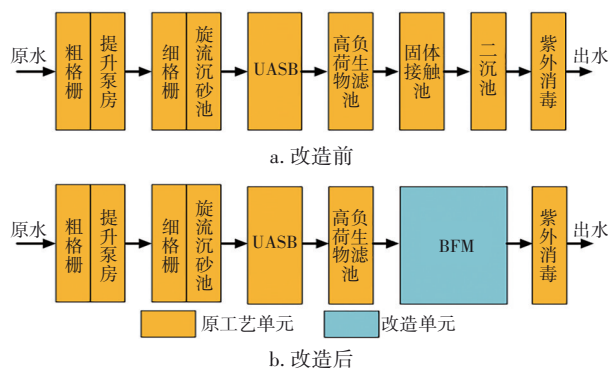 原水
粗格栅
提升泵房
细格栅
旋流沉砂池
UASB
高负荷生物滤池
固体接触池
二沉池
紫外消毒
出水
a. 改造前
原水
粗格栅
提升泵房
细格栅
旋流沉砂池
UASB
高负荷生物滤池
BFM
紫外消毒
出水
原工艺单元
改造单元
b. 改造后